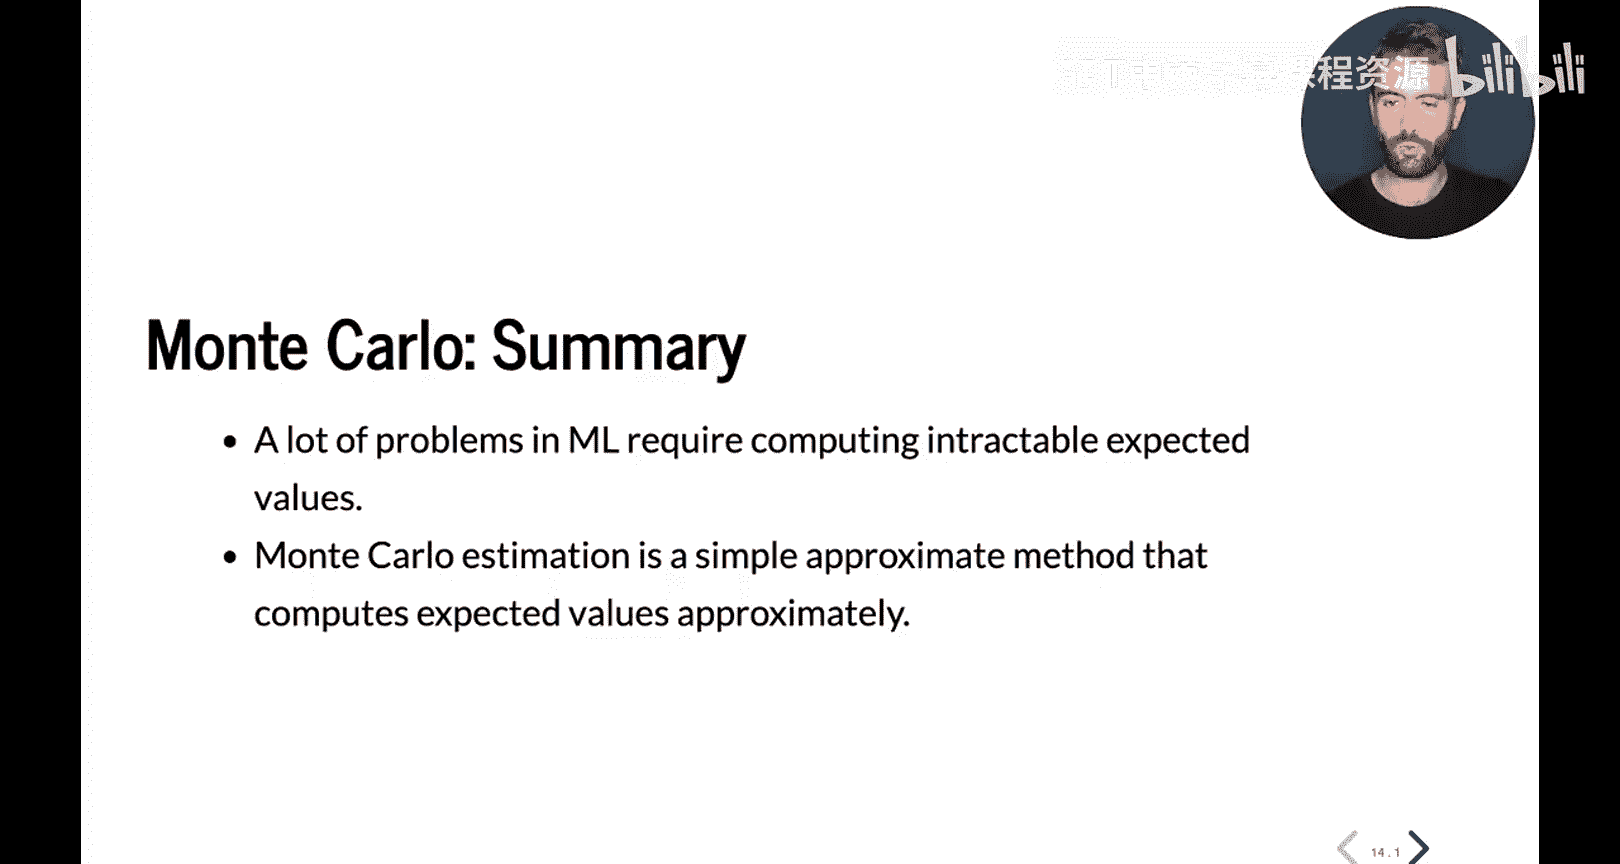 程资源 bilibili
Monte Carlo: Summary
• A lot of problems in ML require computing intractable expected
values.
• Monte Carlo estimation is a simple approximate method that
computes expected values approximately.
14.1